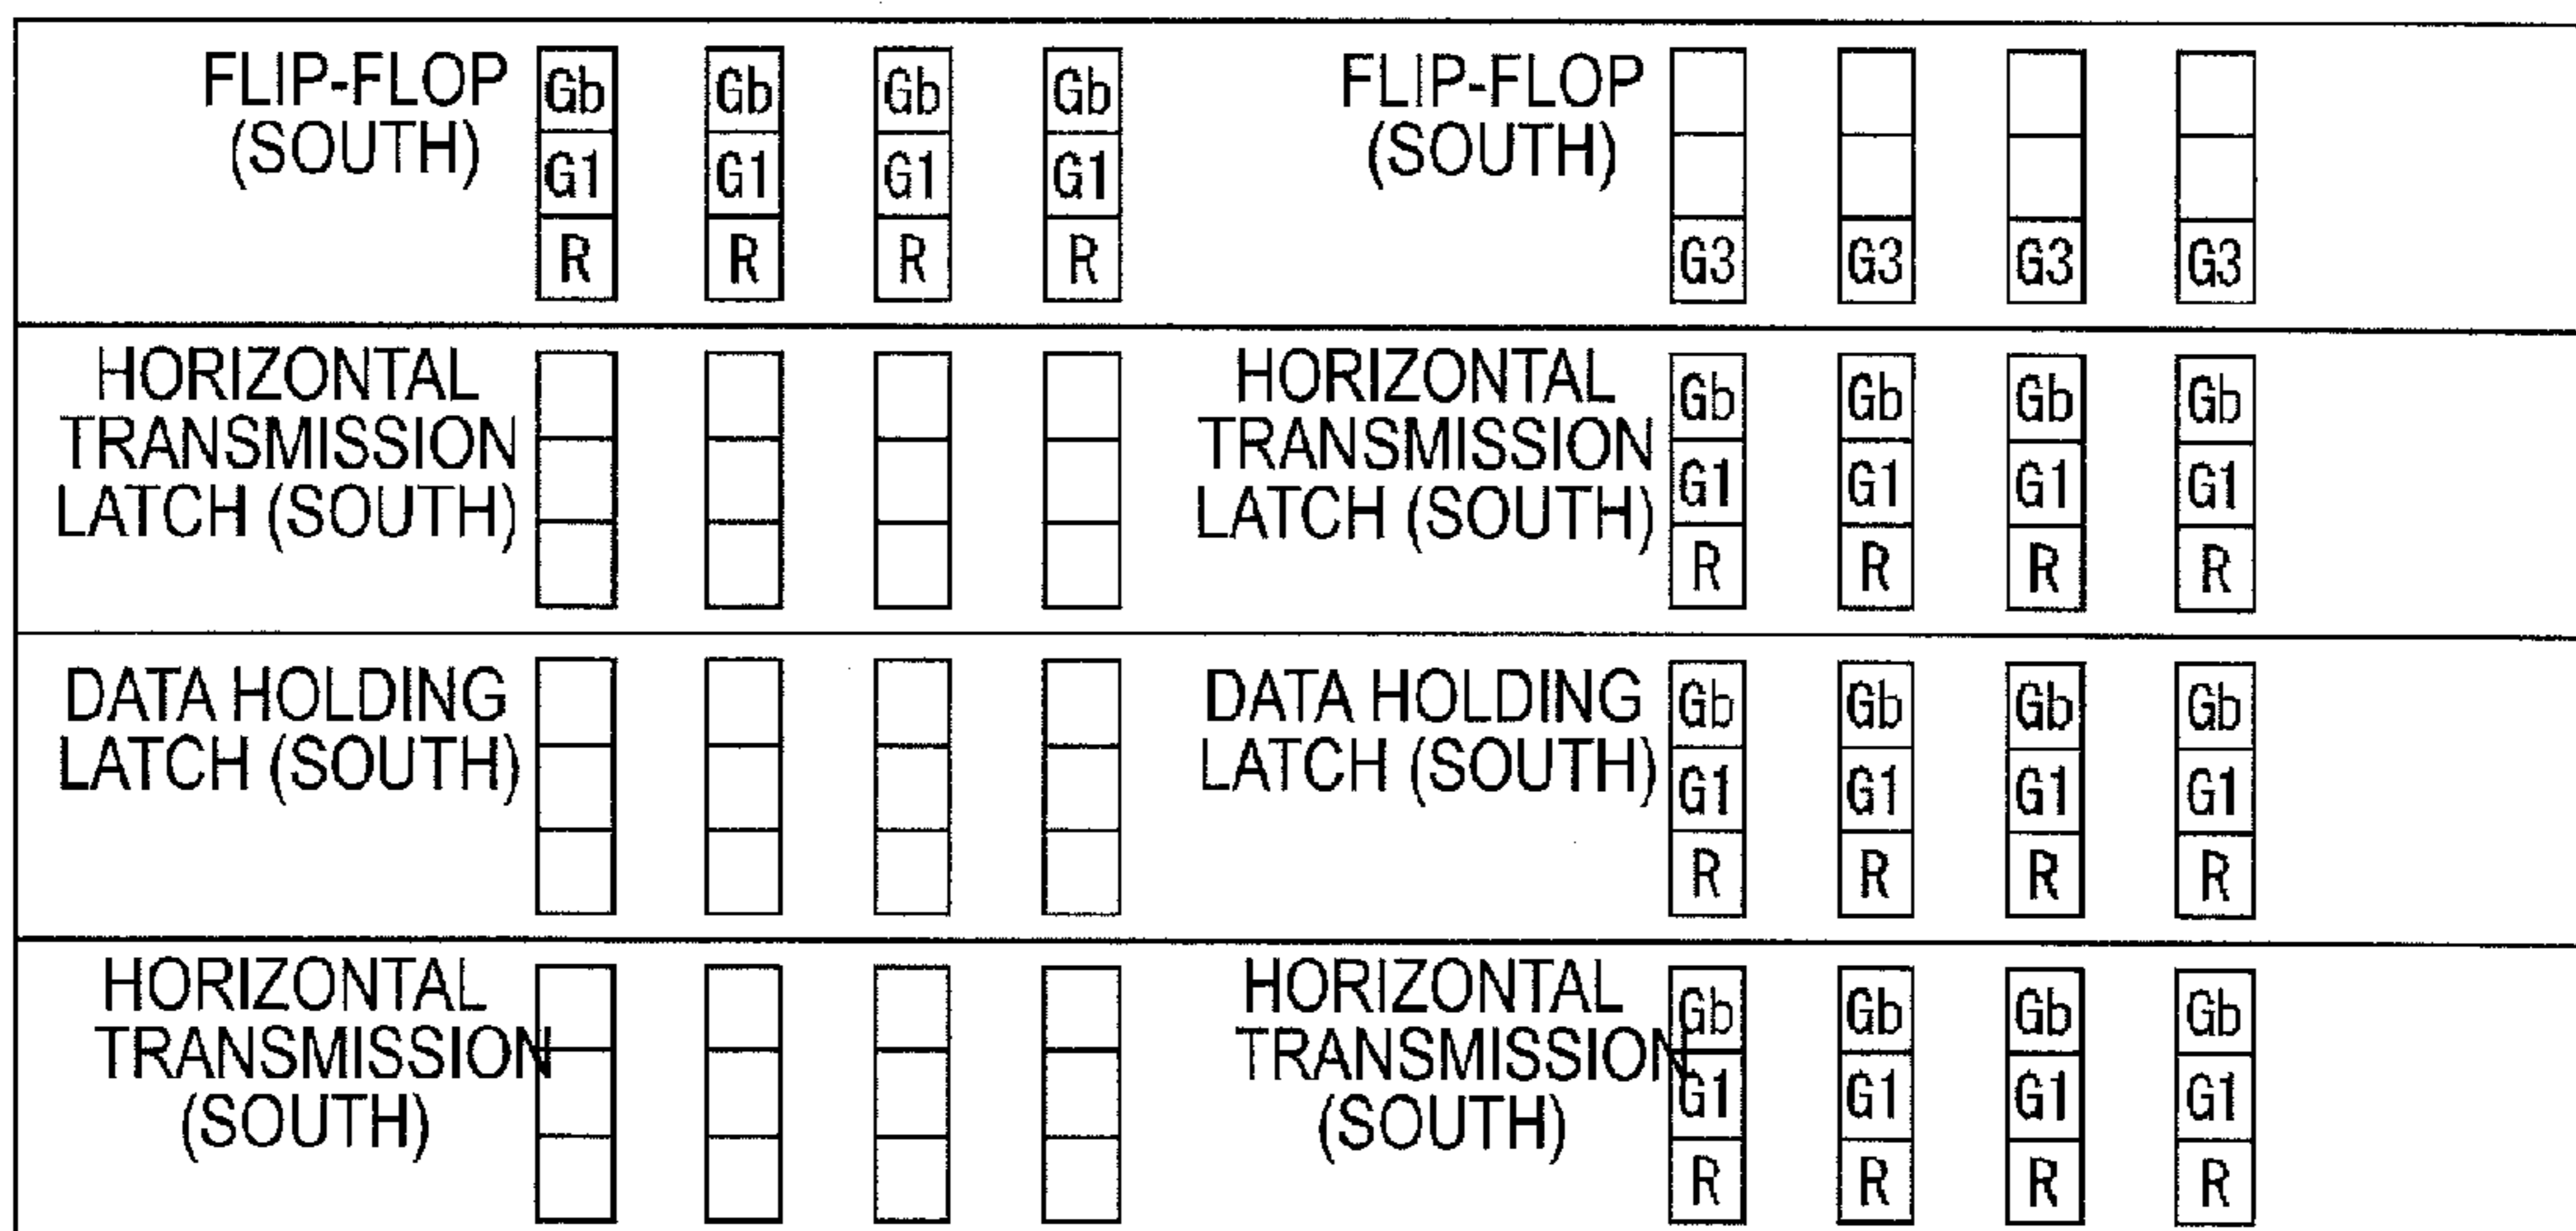 FLIP-FLOP
(SOUTH)
Gb Gb Gb Gb
G1 G1 G1 G1
R R R R
FLIP-FLOP
(SOUTH)
G3 G3 G3 G3
HORIZONTAL
TRANSMISSION
LATCH (SOUTH)
HORIZONTAL
TRANSMISSION
LATCH (SOUTH)
Gb Gb Gb Gb
G1 G1 G1 G1
R R R R
DATA HOLDING
LATCH (SOUTH)
DATA HOLDING
LATCH (SOUTH)
Gb Gb Gb Gb
G1 G1 G1 G1
R R R R
HORIZONTAL
TRANSMISSION
(SOUTH)
HORIZONTAL
TRANSMISSION
(SOUTH)
Gb Gb Gb Gb
G1 G1 G1 G1
R R R R